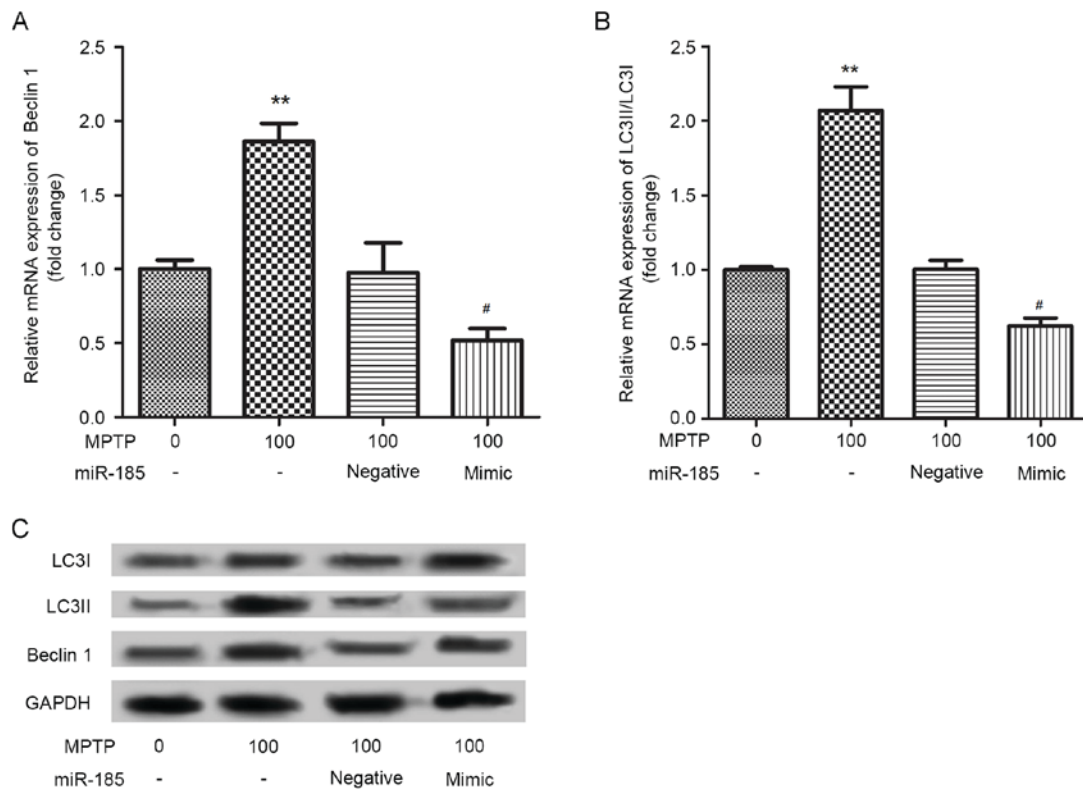 A
Relative mRNA expression of Beclin 1
(fold change)
2.5
2.0
1.5
1.0
0.5
0.0
**
#
MPTP 0 100 100 100
miR-185 - - Negative Mimic
B
Relative mRNA expression of LC3II/LC3I
(fold change)
2.5
2.0
1.5
1.0
0.5
0.0
**
#
MPTP 0 100 100 100
miR-185 - - Negative Mimic
C
LC3I
LC3II
Beclin 1
GAPDH
MPTP 0 100 100 100
miR-185 - - Negative Mimic